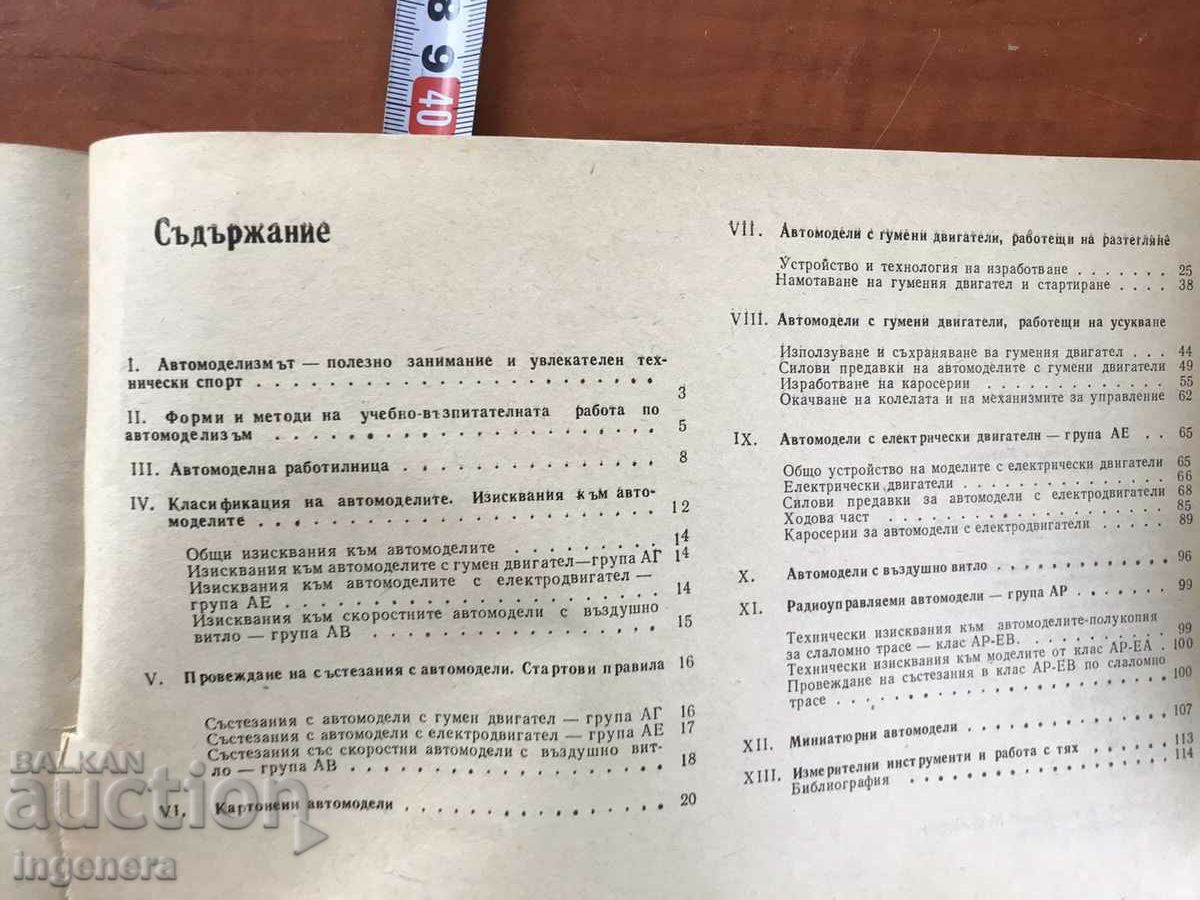 8
9
40
Съдържание
I. Автомоделизмът — полезно занимание и увлекателен тех-
нически спорт . . . . . . . . . . . . . . . . . . . . 3
II. Форми и методи на учебно-възпитателната работа по
автомоделизъм . . . . . . . . . . . . . . . . . . 5
III. Автомоделна работилница . . . . . . . . . . . . . 8
IV. Класификация на автомоделите. Изисквания към авто-
моделите . . . . . . . . . . . . . . . . . . . . 12
Общи изисквания към автомоделите . . . . . . . . . 14
Изисквания към автомоделите с гумен двигател—група АГ 14
Изисквания към автомоделите с електродвигател —
група АЕ . . . . . . . . . . . . . . . . . . . . 14
Изисквания към скоростните автомодели с въздушно
витло — група АВ . . . . . . . . . . . . . . . 15
V. Провеждане на състезания с автомодели. Стартови правила 16
Състезания с автомодели с гумен двигател — група АГ 16
Състезания с автомодели с електродвигател — група АЕ 17
Състезания със скоростни автомодели с въздушно вит-
ло — група АВ . . . . . . . . . . . . . . . . 18
VI. Картонени автомодели . . . . . . . . . . . . . 20
VII. Автомодели с гумени двигатели, работещи на разтегляне
Устройство и технология на изработване . . . . . . . 25
Намотаване на гумения двигател и стартиране . . . . 38
VIII. Автомодели с гумени двигатели, работещи на усукване
Използуване и съхраняване ва гумения двигател . . . 44
Силови предавки на автомоделите с гумени двигатели 49
Изработване на каросерии . . . . . . . . . . . . . 55
Окачване на колелата и на механизмите за управление 62
IX. Автомодели с електрически двигатели — група АЕ . . 65
Общо устройство на моделите с електрически двигатели 65
Електрически двигатели . . . . . . . . . . . . . . 66
Силови предавки за автомодели с електродвигатели 68
Ходова част . . . . . . . . . . . . . . . . . . . . 85
Каросерии за автомодели с електродвигатели . . . . . 89
X. Автомодели с въздушно витло . . . . . . . . . . . 96
XI. Радиоуправляеми автомодели — група АР . . . . . . . 99
Технически изисквания към автомоделите-полукопия
за слаломно трасе — клас АР-ЕВ. . . . . . . . . . 99
Технически изисквания към моделите от клас АР-ЕА . 100
Провеждане на състезания в клас АР-ЕВ по слаломно
трасе . . . . . . . . . . . . . . . . . . . . . 100
XII. Миниатюрни автомодели . . . . . . . . . . . . . 107
XIII. Измерителни инструменти и работа с тях . . . . . . 113
Библиография . . . . . . . . . . . . . . . . . . . 114
BALKAN
auction
ingenera